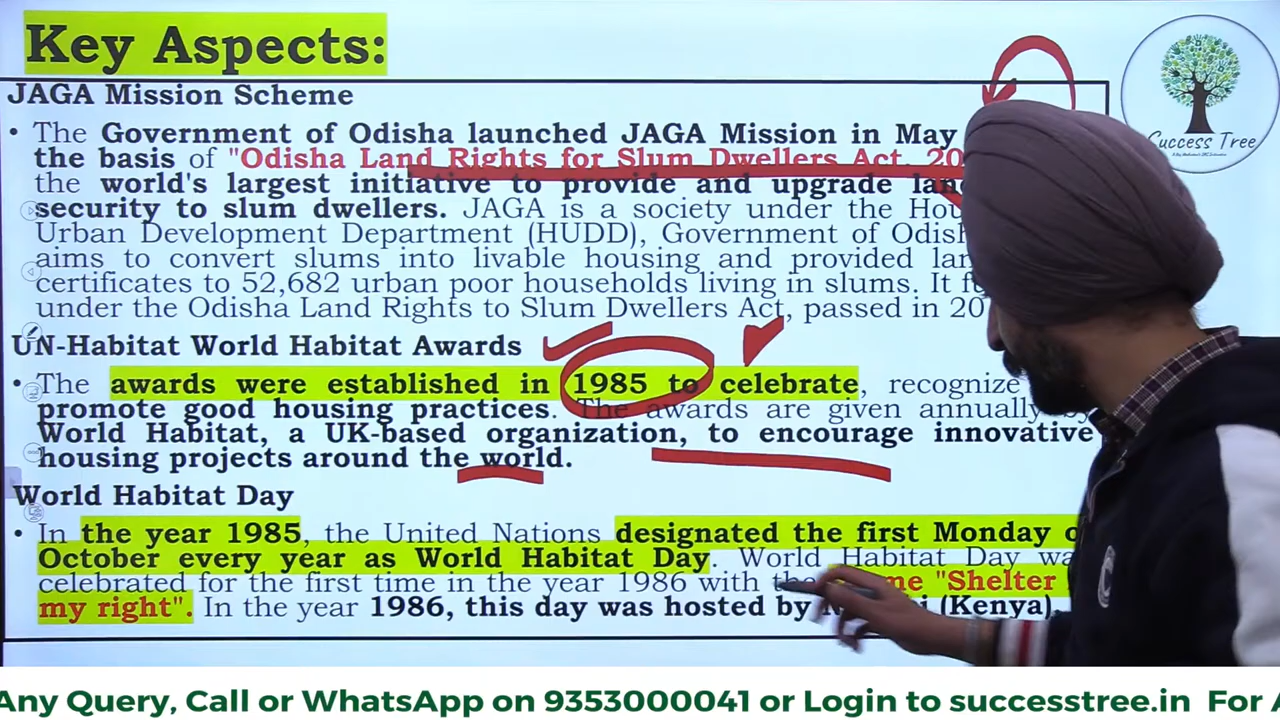 Key Aspects:
JAGA Mission Scheme
• The Government of Odisha launched JAGA Mission in May
the basis of "Odisha Land Rights for Slum Dwellers Act, 20
the world's largest initiative to provide and upgrade
security to slum dwellers. JAGA is a society under the
Urban Development Department (HUDD), Government of
aims to convert slums into livable housing and provided
certificates to 52,682 urban poor households living in slums. It
under the Odisha Land Rights to Slum Dwellers Act, passed in 20
UN-Habitat World Habitat Awards
• The awards were established in 1985 to celebrate, recognize
promote good housing practices. The awards are given annually by
World Habitat, a UK-based organization, to encourage innovative
housing projects around the world.
World Habitat Day
• In the year 1985, the United Nations designated the first Monday
October every year as World Habitat Day. World Habitat Day
celebrated for the first time in the year 1986 with "Shelter
my right". In the year 1986, this day was hosted by (Kenya).
Success Tree
Any Query, Call or WhatsApp on 9353000041 or Login to successtree.in For